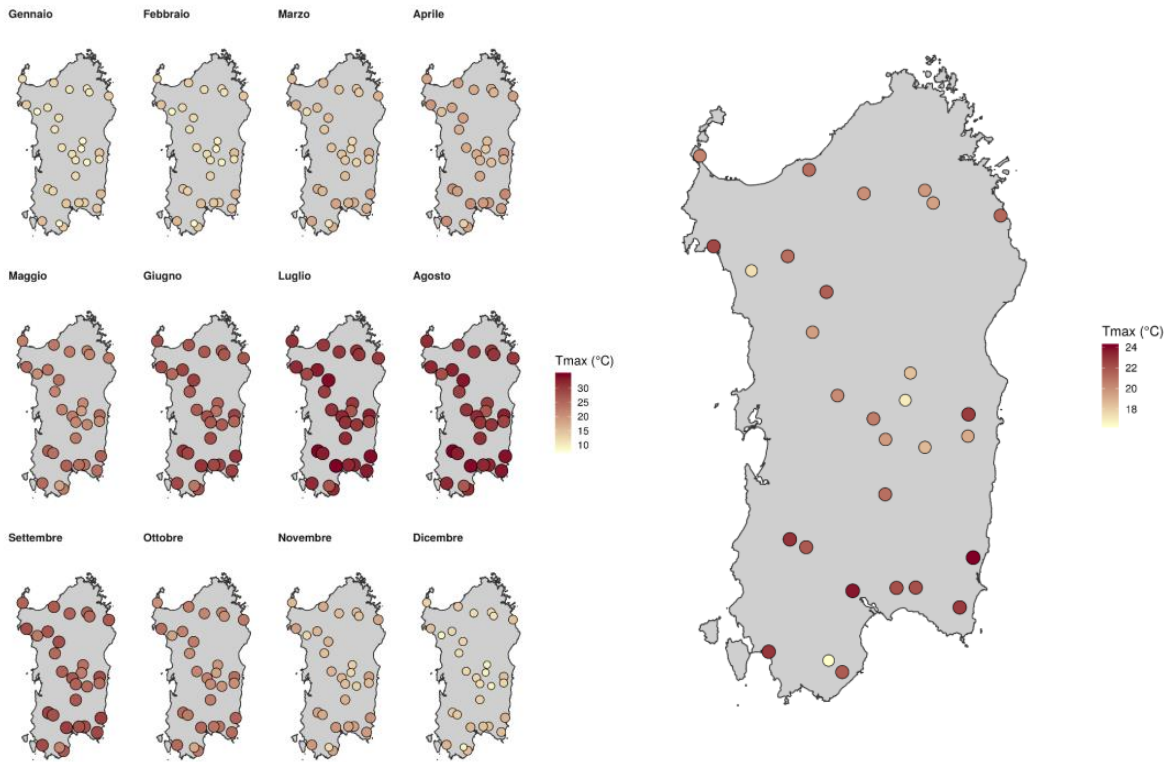 Gennaio
Febbraio
Marzo
Aprile
Maggio
Giugno
Luglio
Agosto
Tmax (°C)
30
25
20
15
10
Settembre
Ottobre
Novembre
Dicembre
Tmax (°C)
24
22
20
18